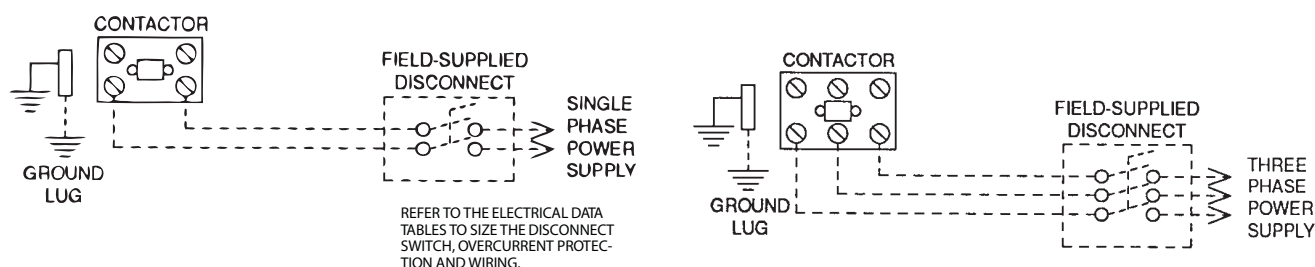 CONTACTOR
FIELD-SUPPLIED
DISCONNECT
SINGLE
PHASE
POWER
SUPPLY
GROUND
LUG
REFER TO THE ELECTRICAL DATA
TABLES TO SIZE THE DISCONNECT
SWITCH, OVERCURRENT PROTEC-
TION AND WIRING.
CONTACTOR
FIELD-SUPPLIED
DISCONNECT
THREE
PHASE
POWER
SUPPLY
GROUND
LUG